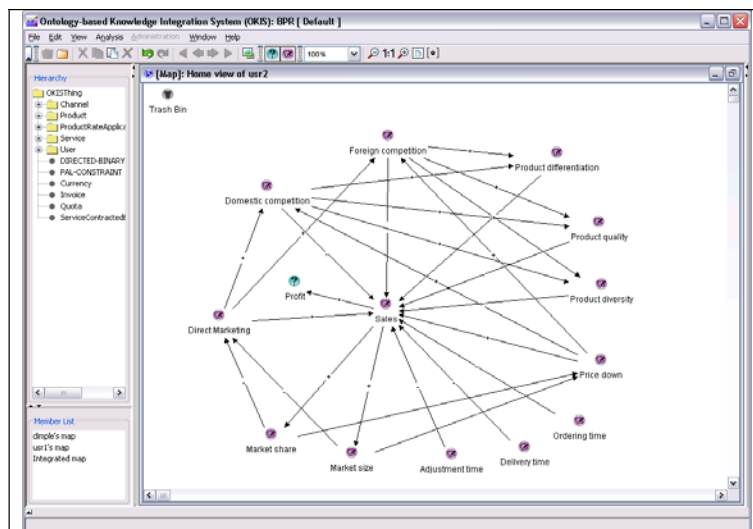 Ontology-based Knowledge Integration System (OKIS): BPR [ Default ]
File Edit View Analysis Administration Window Help
100%
1:1
Hierarchy
OKISThing
Channel
Product
ProductRateApplica
Service
User
DIRECTED-BINARY
PAL-CONSTRAINT
Currency
Invoice
Quota
ServiceContracted
Member List
dmple's map
usr1's map
Integrated map
[Map]: Home view of usr2
Trash Bin
Foreign competition
Product differentiation
Domestic competition
Product quality
Profit
Product diversity
Sales
Direct Marketing
Price down
Ordering time
Market share
Delivery time
Market size
Adjustment time